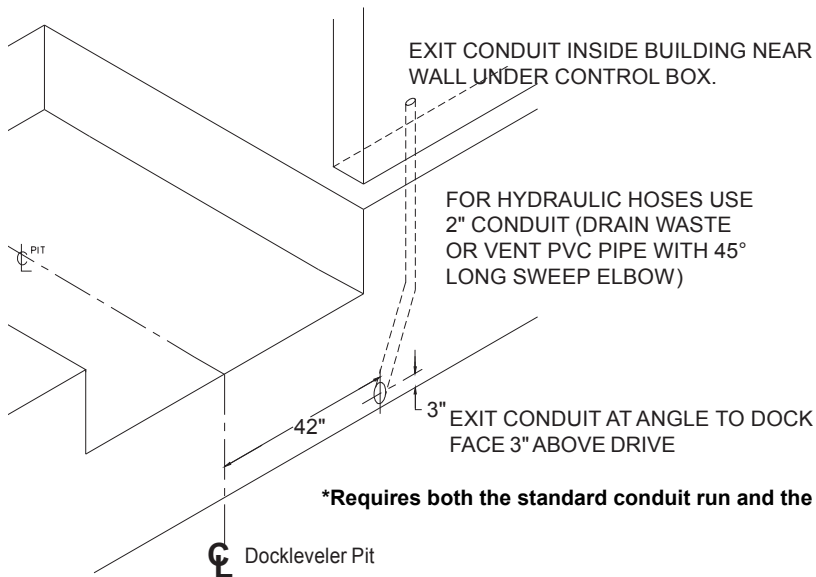 EXIT CONDUIT INSIDE BUILDING NEAR
WALL UNDER CONTROL BOX.
FOR HYDRAULIC HOSES USE
2" CONDUIT (DRAIN WASTE
OR VENT PVC PIPE WITH 45°
LONG SWEEP ELBOW)
℄ PIT
42"
3"
EXIT CONDUIT AT ANGLE TO DOCK
FACE 3" ABOVE DRIVE
*Requires both the standard conduit run and the
℄ Dockleveler Pit